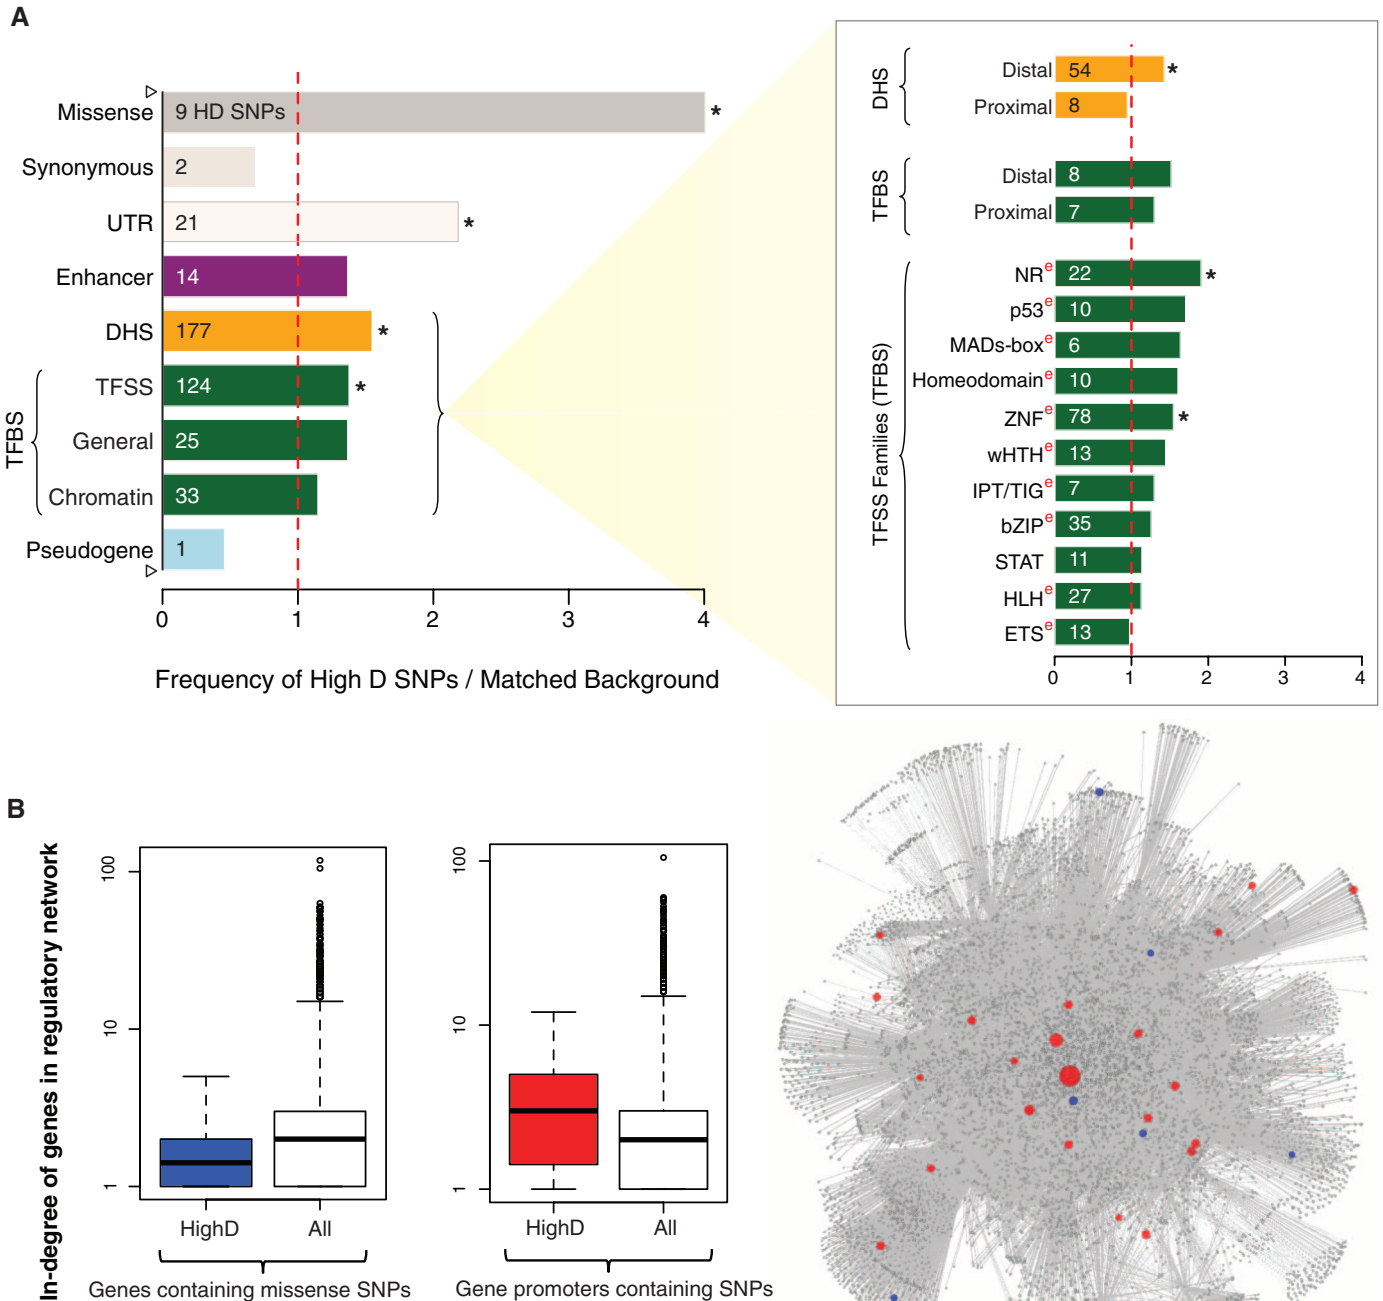 A
Missense 9 HD SNPs *
Synonymous 2
UTR 21 *
Enhancer 14
DHS 177 *
TFBS
TFSS 124 *
General 25
Chromatin 33
Pseudogene 1
0 1 2 3 4
Frequency of High D SNPs / Matched Background
DHS
Distal 54 *
Proximal 8
TFBS
Distal 8
Proximal 7
TFSS Families (TFBS)
NRe 22 *
p53e 10
MADs-boxe 6
Homeodomaine 10
ZNFe 78 *
wHTHe 13
IPT/TIGe 7
bZIPe 35
STAT 11
HLHe 27
ETSe 13
0 1 2 3 4
B
In-degree of genes in regulatory network
100
10
1
HighD All
Genes containing missense SNPs
100
10
1
HighD All
Gene promoters containing SNPs